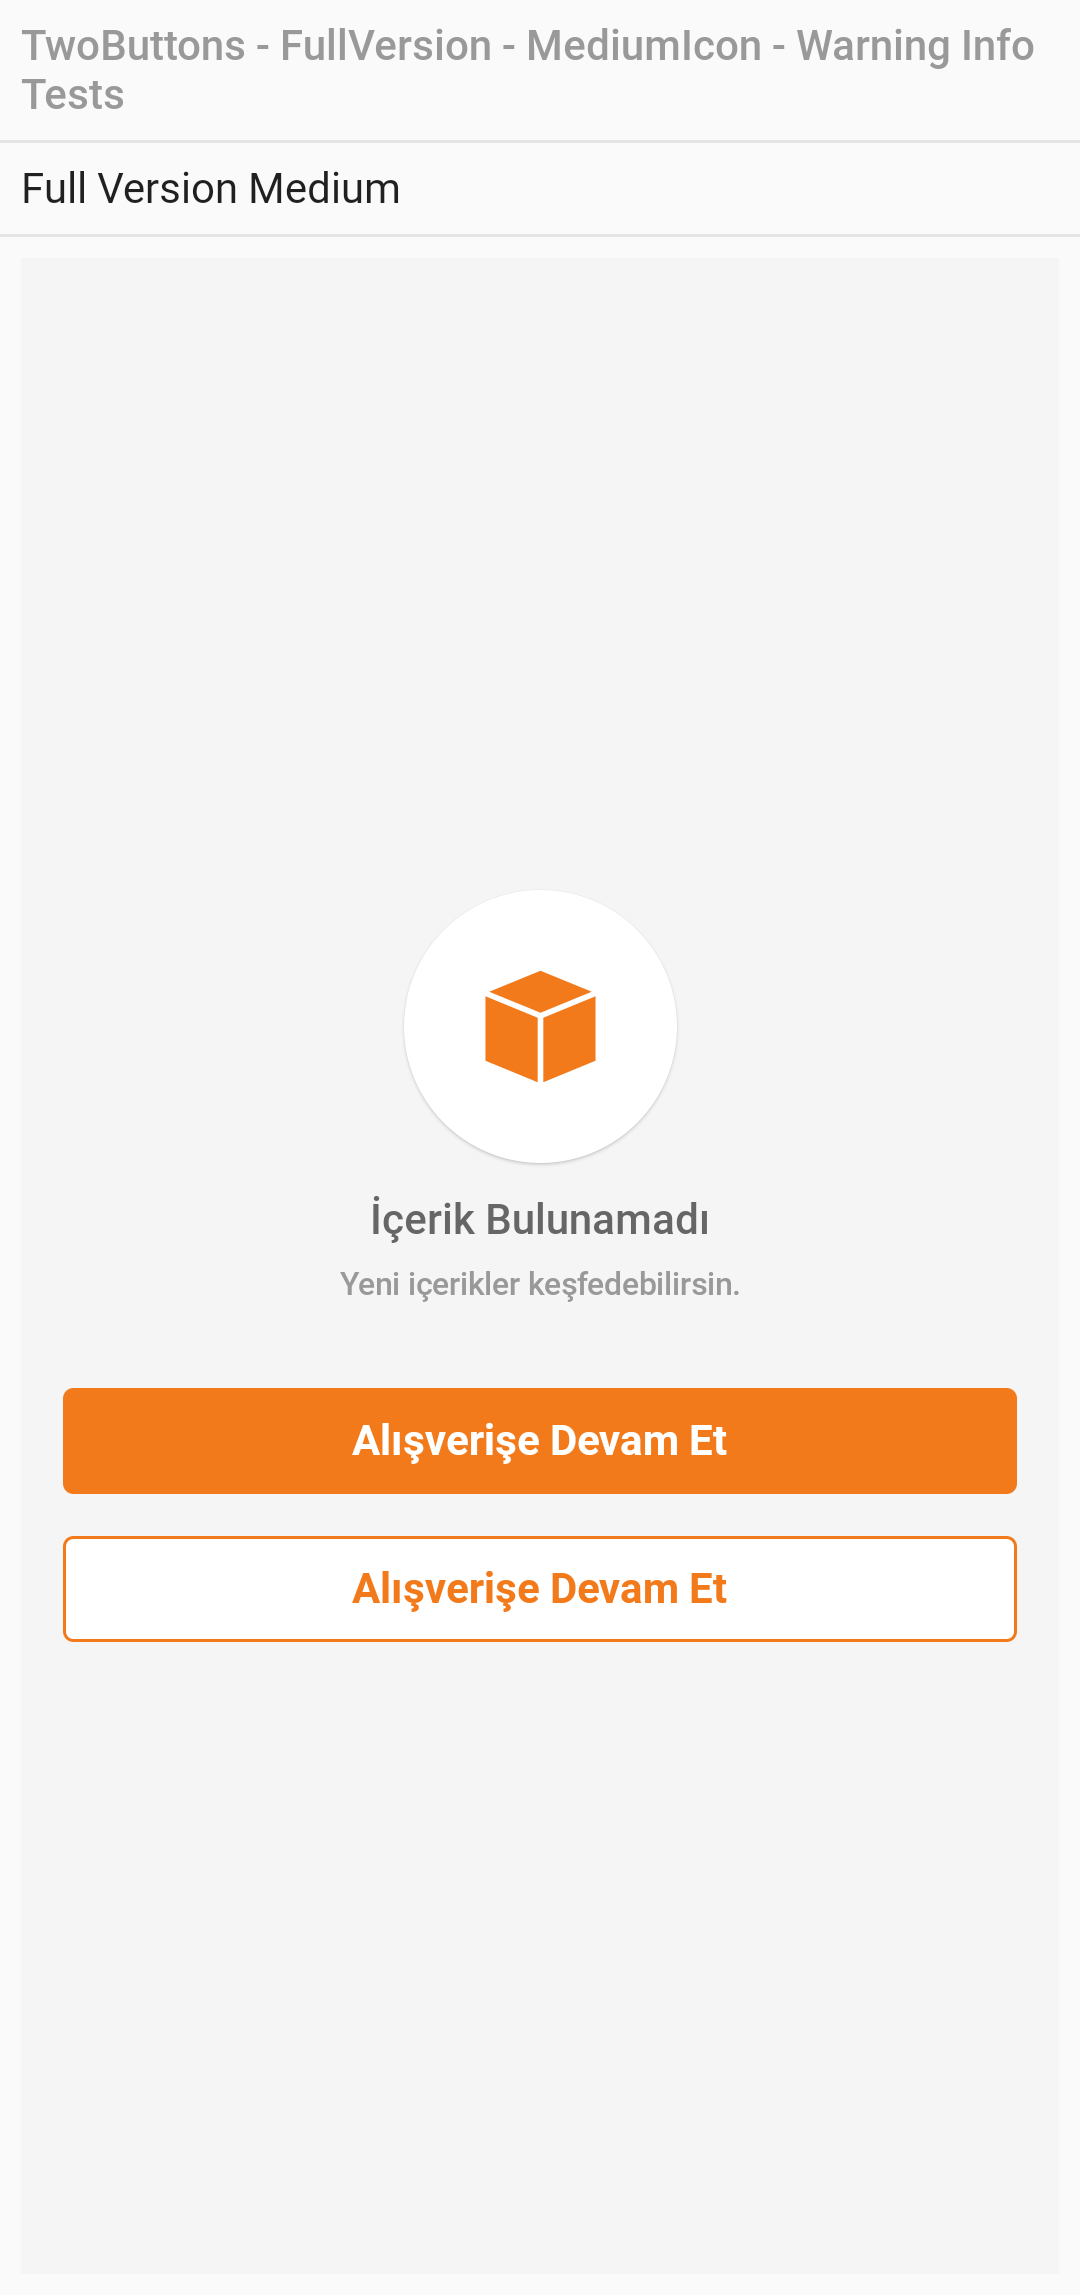 TwoButtons - FullVersion - MediumIcon - Warning Info
Tests
Full Version Medium
İçerik Bulunamadı
Yeni içerikler keşfedebilirsin.
Alışverişe Devam Et
Alışverişe Devam Et